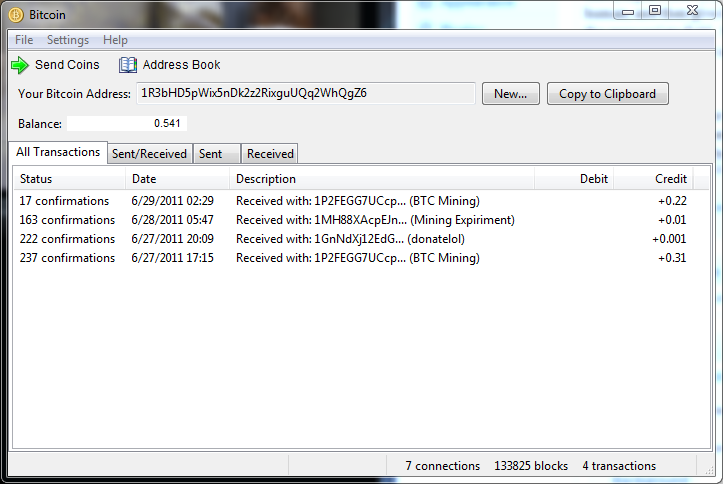 Bitcoin
File Settings Help
Send Coins Address Book
Your Bitcoin Address: 1R3bHD5pWix5nDk2z2RixguUQq2WhQgZ6 New... Copy to Clipboard
Balance: 0.541
All Transactions Sent/Received Sent Received
Status Date Description Debit Credit
17 confirmations 6/29/2011 02:29 Received with: 1P2FEGG7UCcp... (BTC Mining) +0.22
163 confirmations 6/28/2011 05:47 Received with: 1MH88XAcpEJn... (Mining Expiriment) +0.01
222 confirmations 6/27/2011 20:09 Received with: 1GnNdXj12EdG... (donatelol) +0.001
237 confirmations 6/27/2011 17:15 Received with: 1P2FEGG7UCcp... (BTC Mining) +0.31
7 connections 133825 blocks 4 transactions